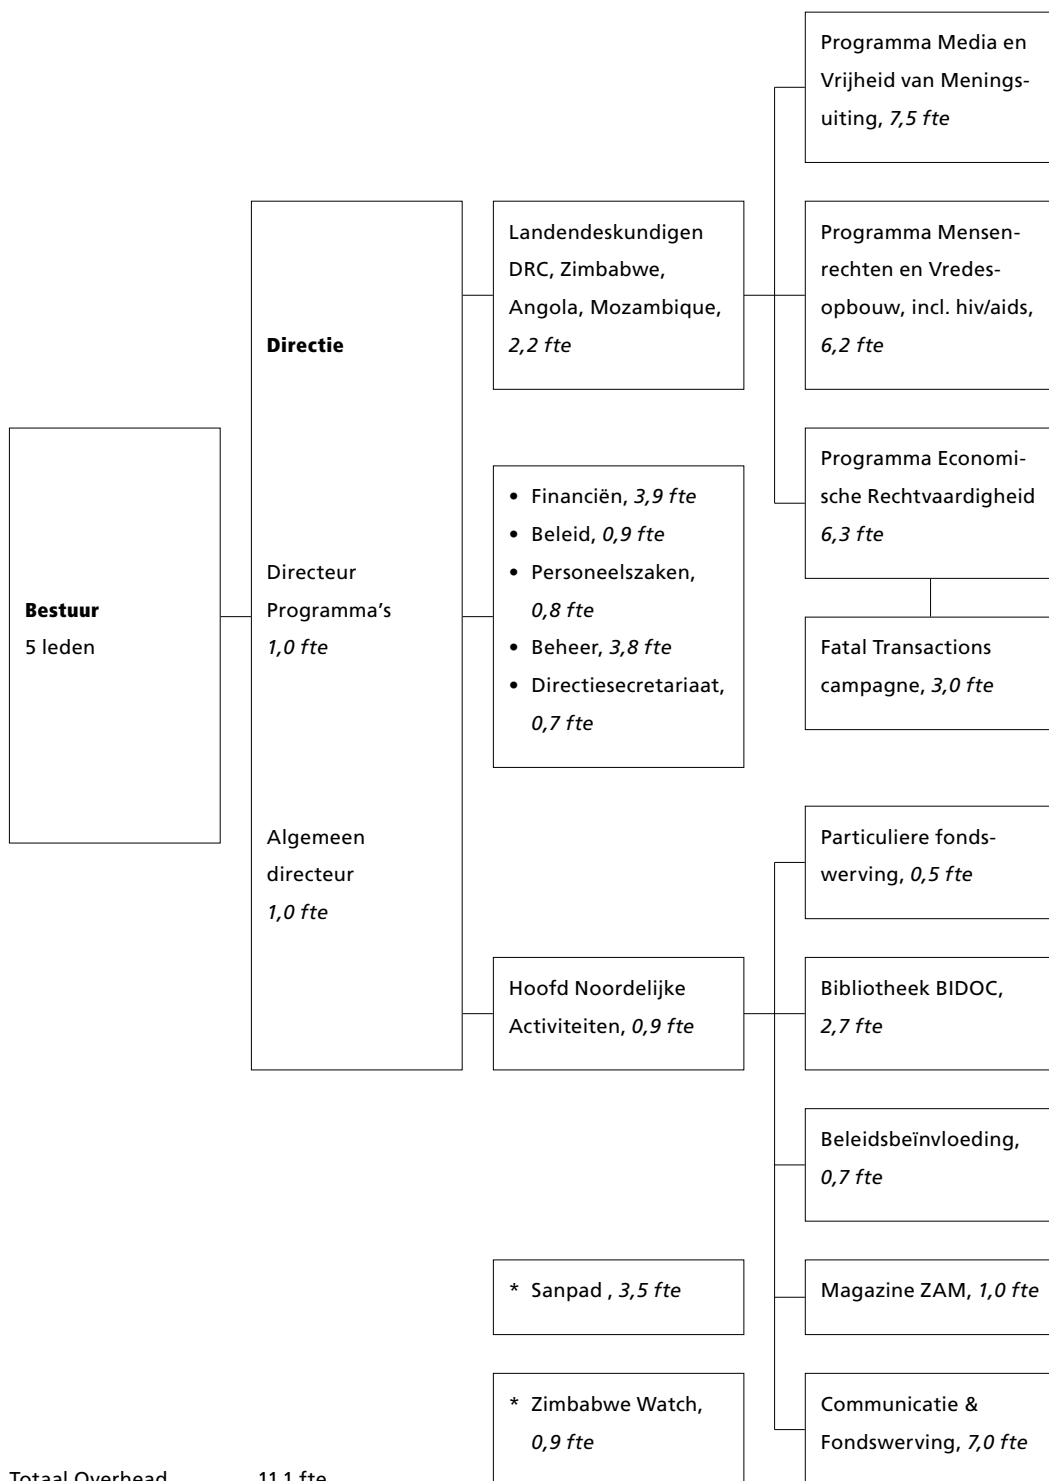 Programma Media en
Vrijheid van Menings-
uiting, 7,5 fte
Landendeskundigen
DRC, Zimbabwe,
Angola, Mozambique,
2,2 fte
Programma Mensen-
rechten en Vredes-
opbouw, incl. hiv/aids,
6,2 fte
Directie
Programma Economi-
sche Rechtvaardigheid
6,3 fte
• Financiën, 3,9 fte
• Beleid, 0,9 fte
• Personeelszaken,
0,8 fte
• Beheer, 3,8 fte
• Directiesecretariaat,
0,7 fte
Directeur
Programma's
1,0 fte
Bestuur
5 leden
Fatal Transactions
campagne, 3,0 fte
Algemeen
directeur
1,0 fte
Particuliere fonds-
werving, 0,5 fte
Hoofd Noordelijke
Activiteiten, 0,9 fte
Bibliotheek BIDOC,
2,7 fte
Beleidsbeïnvloeding,
0,7 fte
* Sanpad , 3,5 fte
Magazine ZAM, 1,0 fte
* Zimbabwe Watch,
0,9 fte
Communicatie &
Fondswerving, 7,0 fte
Totaal Overhead 11,1 fte